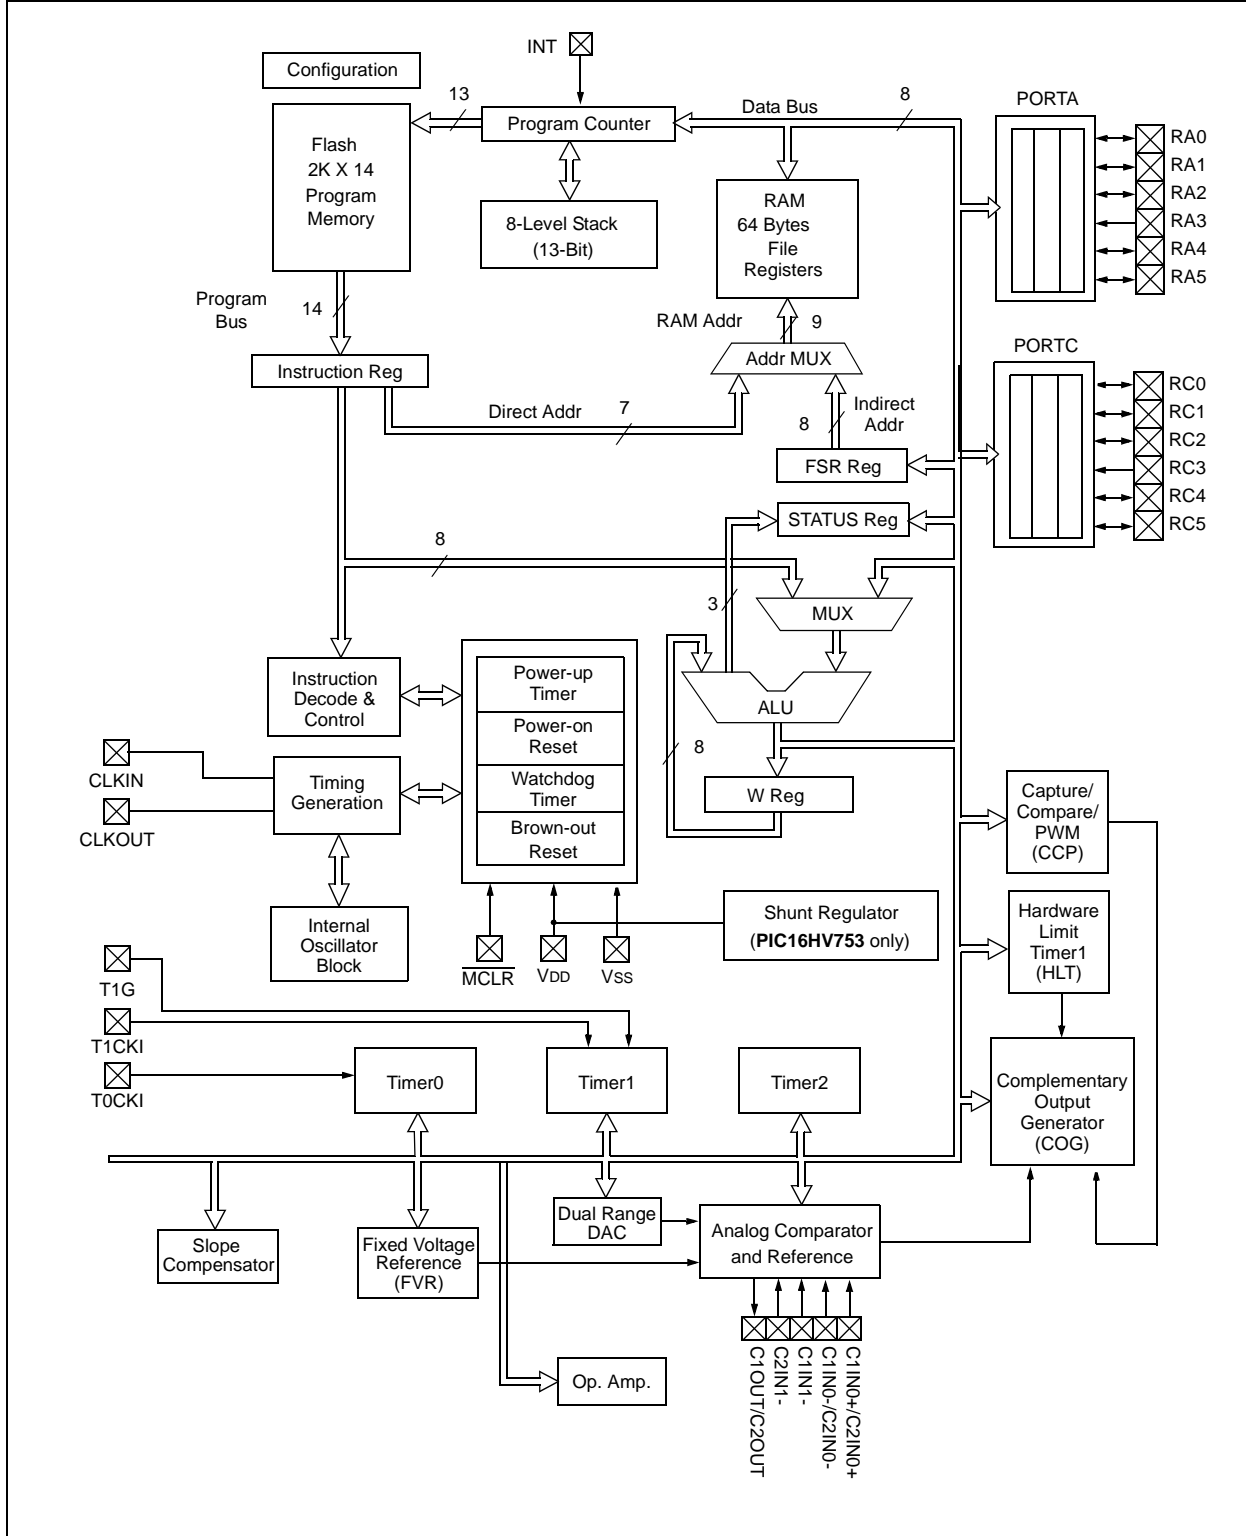 INT
Configuration
13
Program Counter
Data Bus
8
PORTA
Flash
2K X 14
Program
Memory
8-Level Stack
(13-Bit)
RAM
64 Bytes
File
Registers
RA0
RA1
RA2
RA3
RA4
RA5
Program
Bus
14
RAM Addr
9
Addr MUX
PORTC
Instruction Reg
Direct Addr
7
Indirect
Addr
8
FSR Reg
RC0
RC1
RC2
RC3
RC4
RC5
STATUS Reg
8
3
MUX
Instruction
Decode &
Control
Power-up
Timer
Power-on
Reset
Watchdog
Timer
Brown-out
Reset
ALU
8
W Reg
CLKIN
CLKOUT
Timing
Generation
Internal
Oscillator
Block
MCLR
VDD
VSS
Shunt Regulator
(PIC16HV753 only)
Capture/
Compare/
PWM
(CCP)
Hardware
Limit
Timer1
(HLT)
T1G
T1CKI
T0CKI
Timer0
Timer1
Timer2
Complementary
Output
Generator
(COG)
Slope
Compensator
Fixed Voltage
Reference
(FVR)
Dual Range
DAC
Analog Comparator
and Reference
Op. Amp.
C1OUT/C2OUT
C2IN1-
C1IN1-
C1IN0-/C2IN0-
C1IN0+/C2IN0+